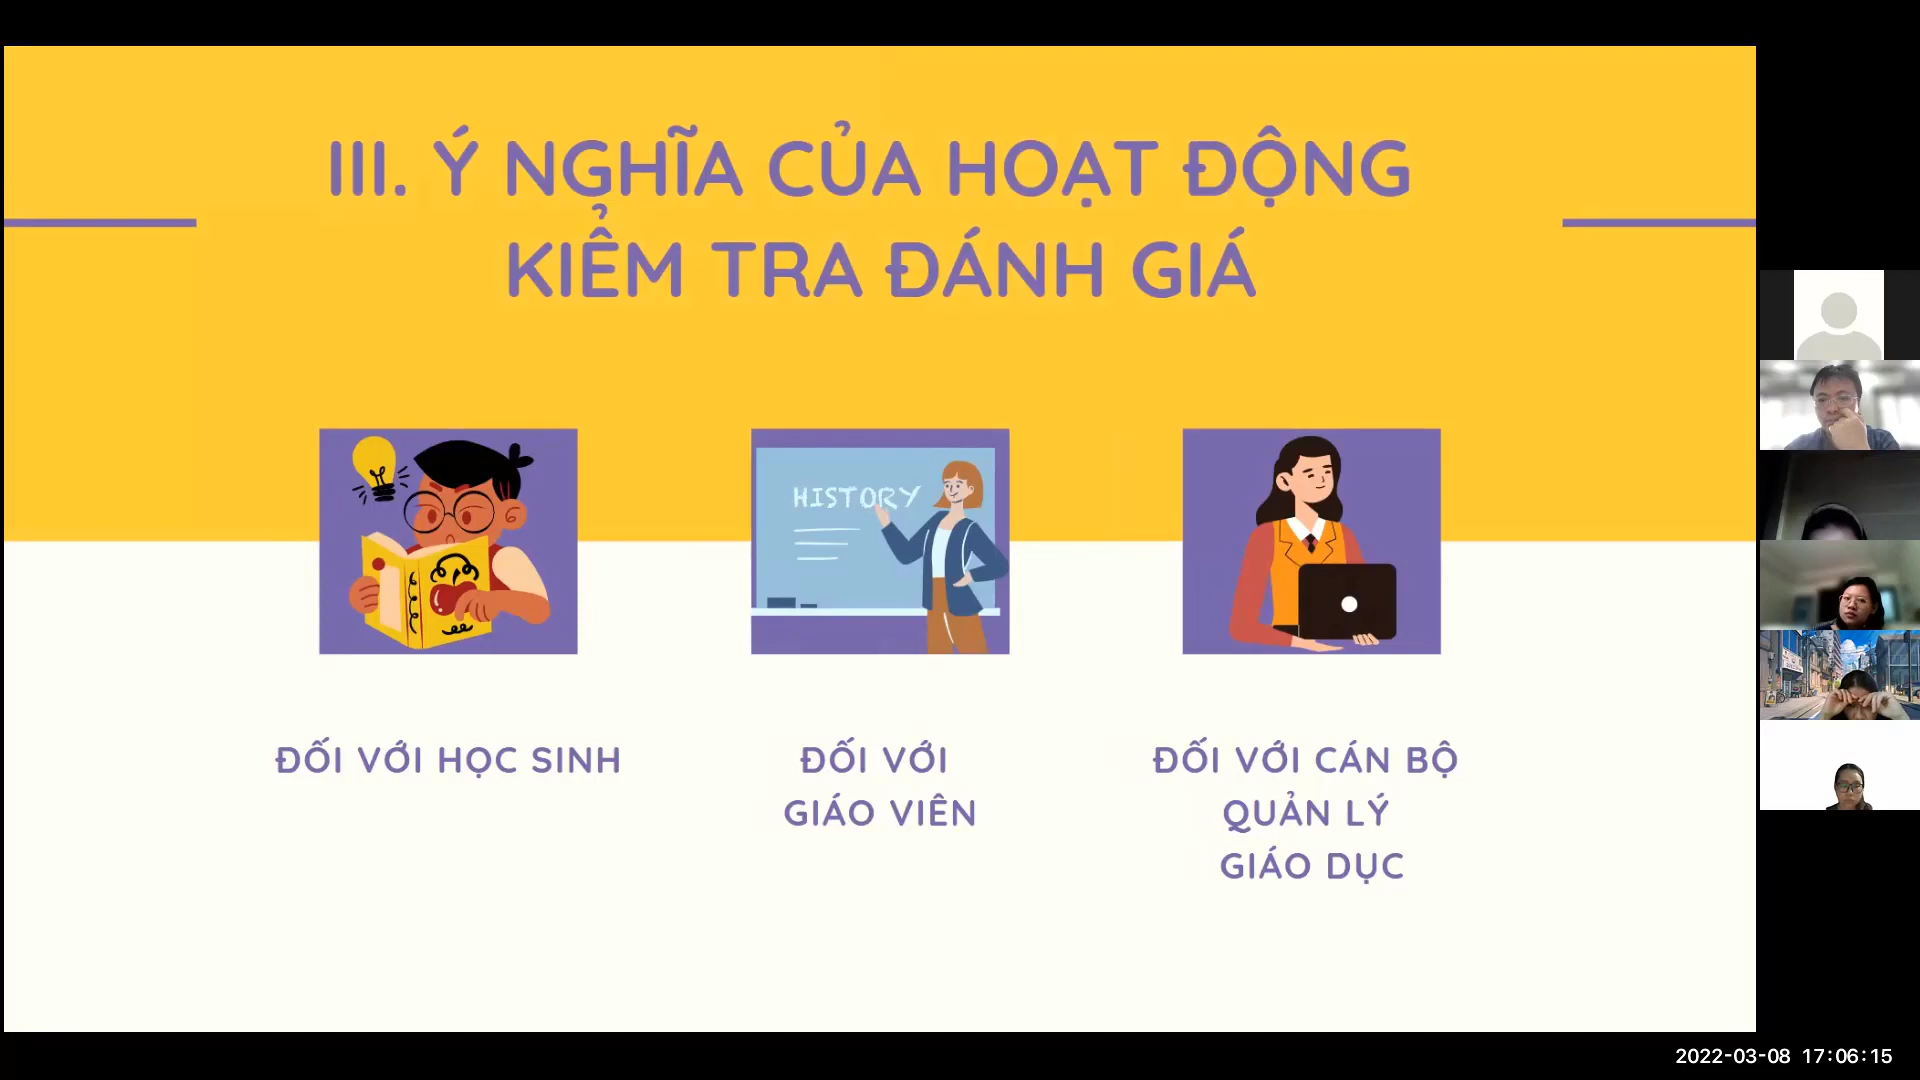 III. Ý NGHĨA CỦA HOẠT ĐỘNG
KIỂM TRA ĐÁNH GIÁ
HISTORY
ĐỐI VỚI HỌC SINH
ĐỐI VỚI
GIÁO VIÊN
ĐỐI VỚI CÁN BỘ
QUẢN LÝ
GIÁO DỤC
2022-03-08 17:06:15